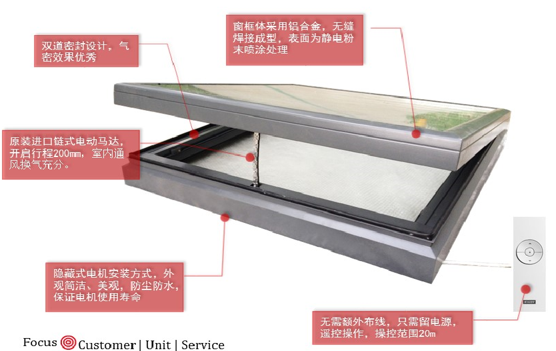 双道密封设计，气
密效果优秀
窗框体采用铝合金，无缝
焊接成型，表面为静电粉
末喷涂处理
原装进口链式电动马达，
开启行程200mm，室内通
风换气充分。
隐藏式电机安装方式，外
观简洁、美观，防尘防水，
保证电机使用寿命
无需额外布线，只需留电源，
遥控操作，操控范围20m
Focus Customer | Unit | Service